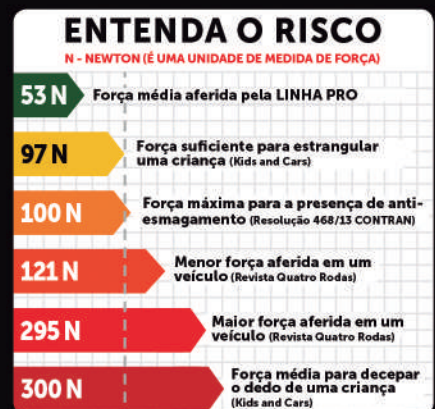 ENTENDA O RISCO
N - NEWTON (É UMA UNIDADE DE MEDIDA DE FORÇA)
53 N Força média aferida pela LINHA PRO
97 N Força suficiente para estrangular
uma criança (Kids and Cars)
100 N Força máxima para a presença de anti-
esmagamento (Resolução 468/13 CONTRAN)
121 N Menor força aferida em um
veículo (Revista Quatro Rodas)
295 N Maior força aferida em um
veículo (Revista Quatro Rodas)
300 N Força média para decepar
o dedo de uma criança
(Kids and Cars)